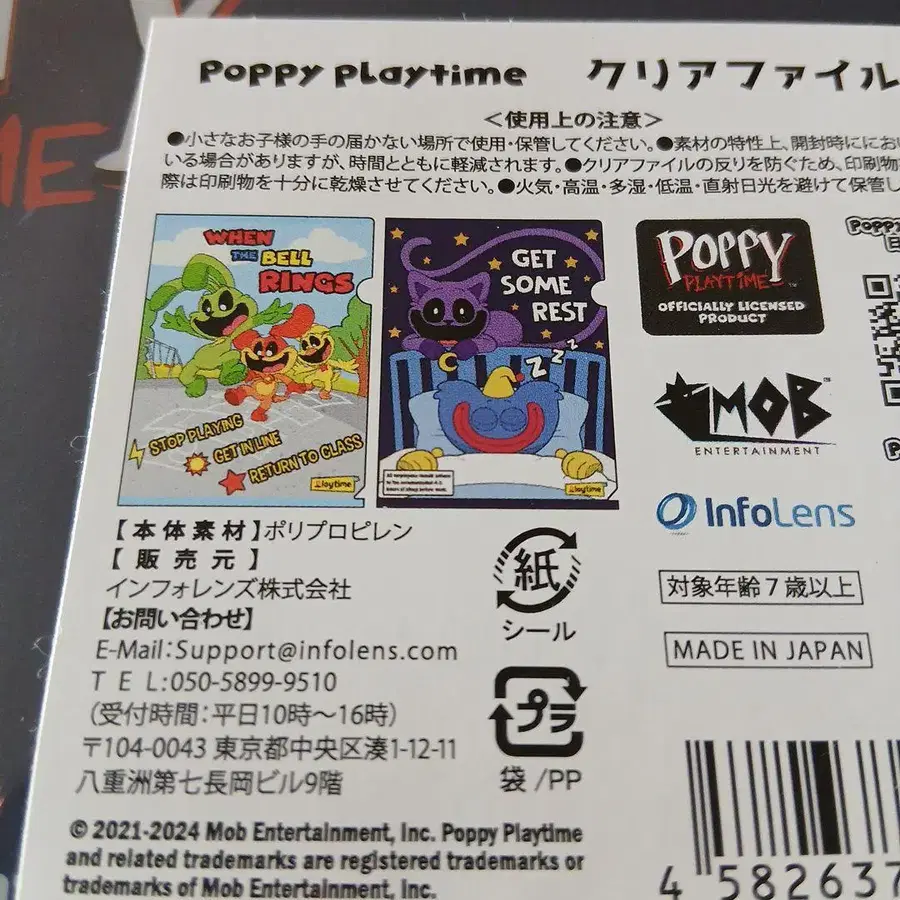 Poppy Playtime クリアファイル
＜使用上の注意＞
●小さなお子様の手の届かない場所で使用・保管してください。●素材の特性上、開封時ににおい
いる場合がありますが、時間とともに軽減されます。●クリアファイルの反りを防ぐため、印刷物
際は印刷物を十分に乾燥させてください。●火気・高温・多湿・低温・直射日光を避けて保管し
WHEN
THE BELL
RINGS
STOP PLAYING
GET IN LINE
RETURN TO CLASS
Playtime
GET
SOME
REST
Z Z Z Z
Playtime
POPPY
PLAYTIME™
OFFICIALLY LICENSED
PRODUCT
MOB™
ENTERTAINMENT
InfoLens
対象年齢7歳以上
MADE IN JAPAN
【本体素材】ポリプロピレン
【販売元】
インフォレンズ株式会社
【お問い合わせ】
E-Mail：Support@infolens.com
TEL:050-5899-9510
（受付時間：平日10時～16時）
〒104-0043 東京都中央区湊1-12-11
八重洲第七長岡ビル9階
紙
シール
プラ
袋/PP
© 2021-2024 Mob Entertainment, Inc. Poppy Playtime
and related trademarks are registered trademarks or
trademarks of Mob Entertainment, Inc.
4 582637